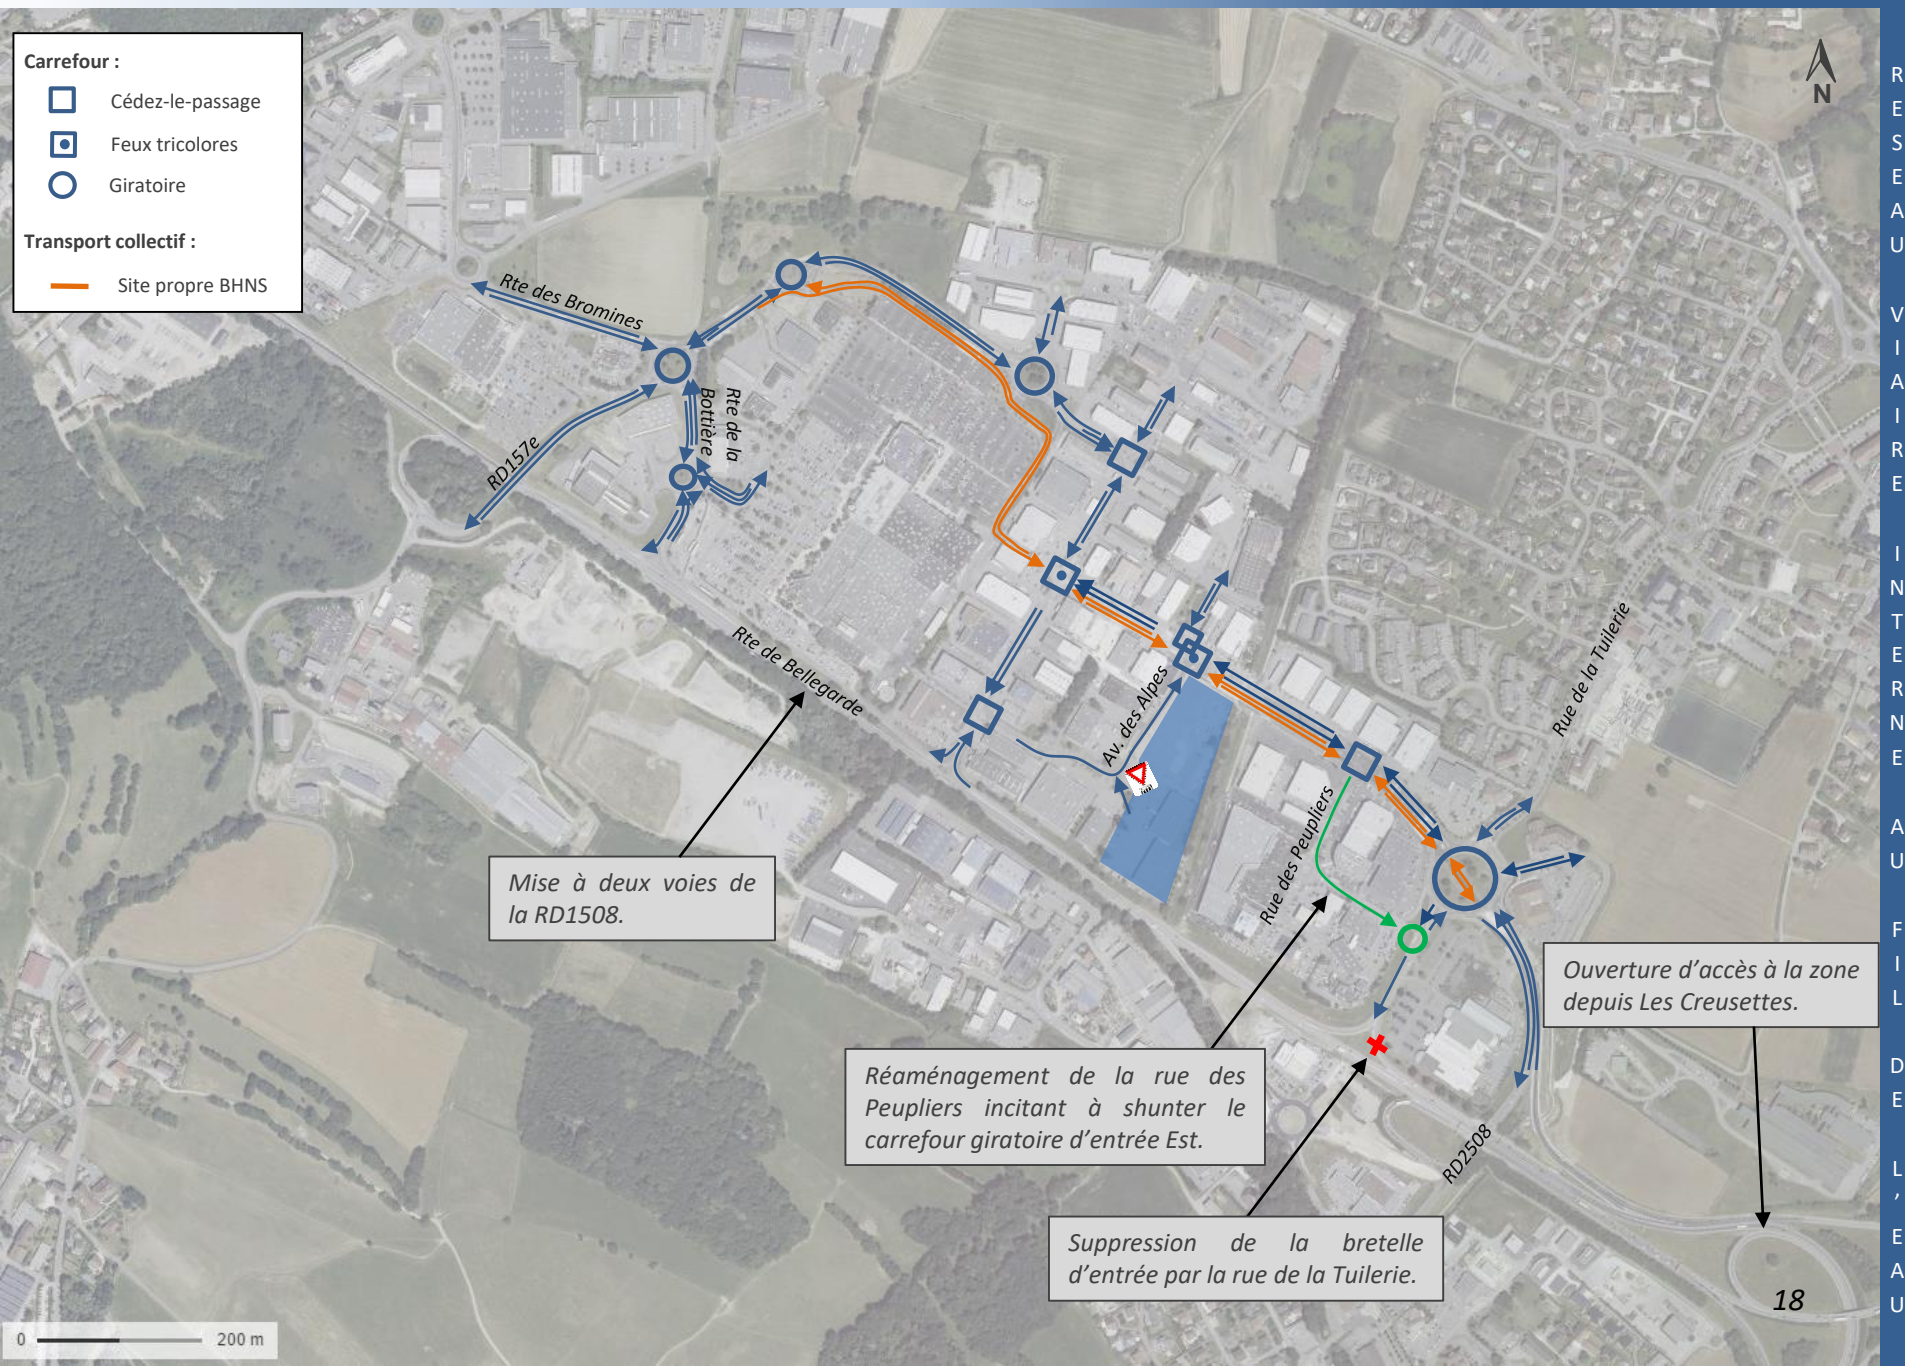 Carrefour :
Cédez-le-passage
Feux tricolores
Giratoire
Transport collectif :
Site propre BHNS
N
Rte des Bromines
Rte de la
Bottière
RD157e
Rte de Bellegarde
Av. des Alpes
Rue de la Tuilerie
Rue des Peupliers
RD2508
Mise à deux voies de
la RD1508.
Ouverture d'accès à la zone
depuis Les Creusettes.
Réaménagement de la rue des
Peupliers incitant à shunter le
carrefour giratoire d'entrée Est.
Suppression de la bretelle
d'entrée par la rue de la Tuilerie.
18
0 200 m
RESEAU VIAIRE INTERNE AU FIL DE L'EAU